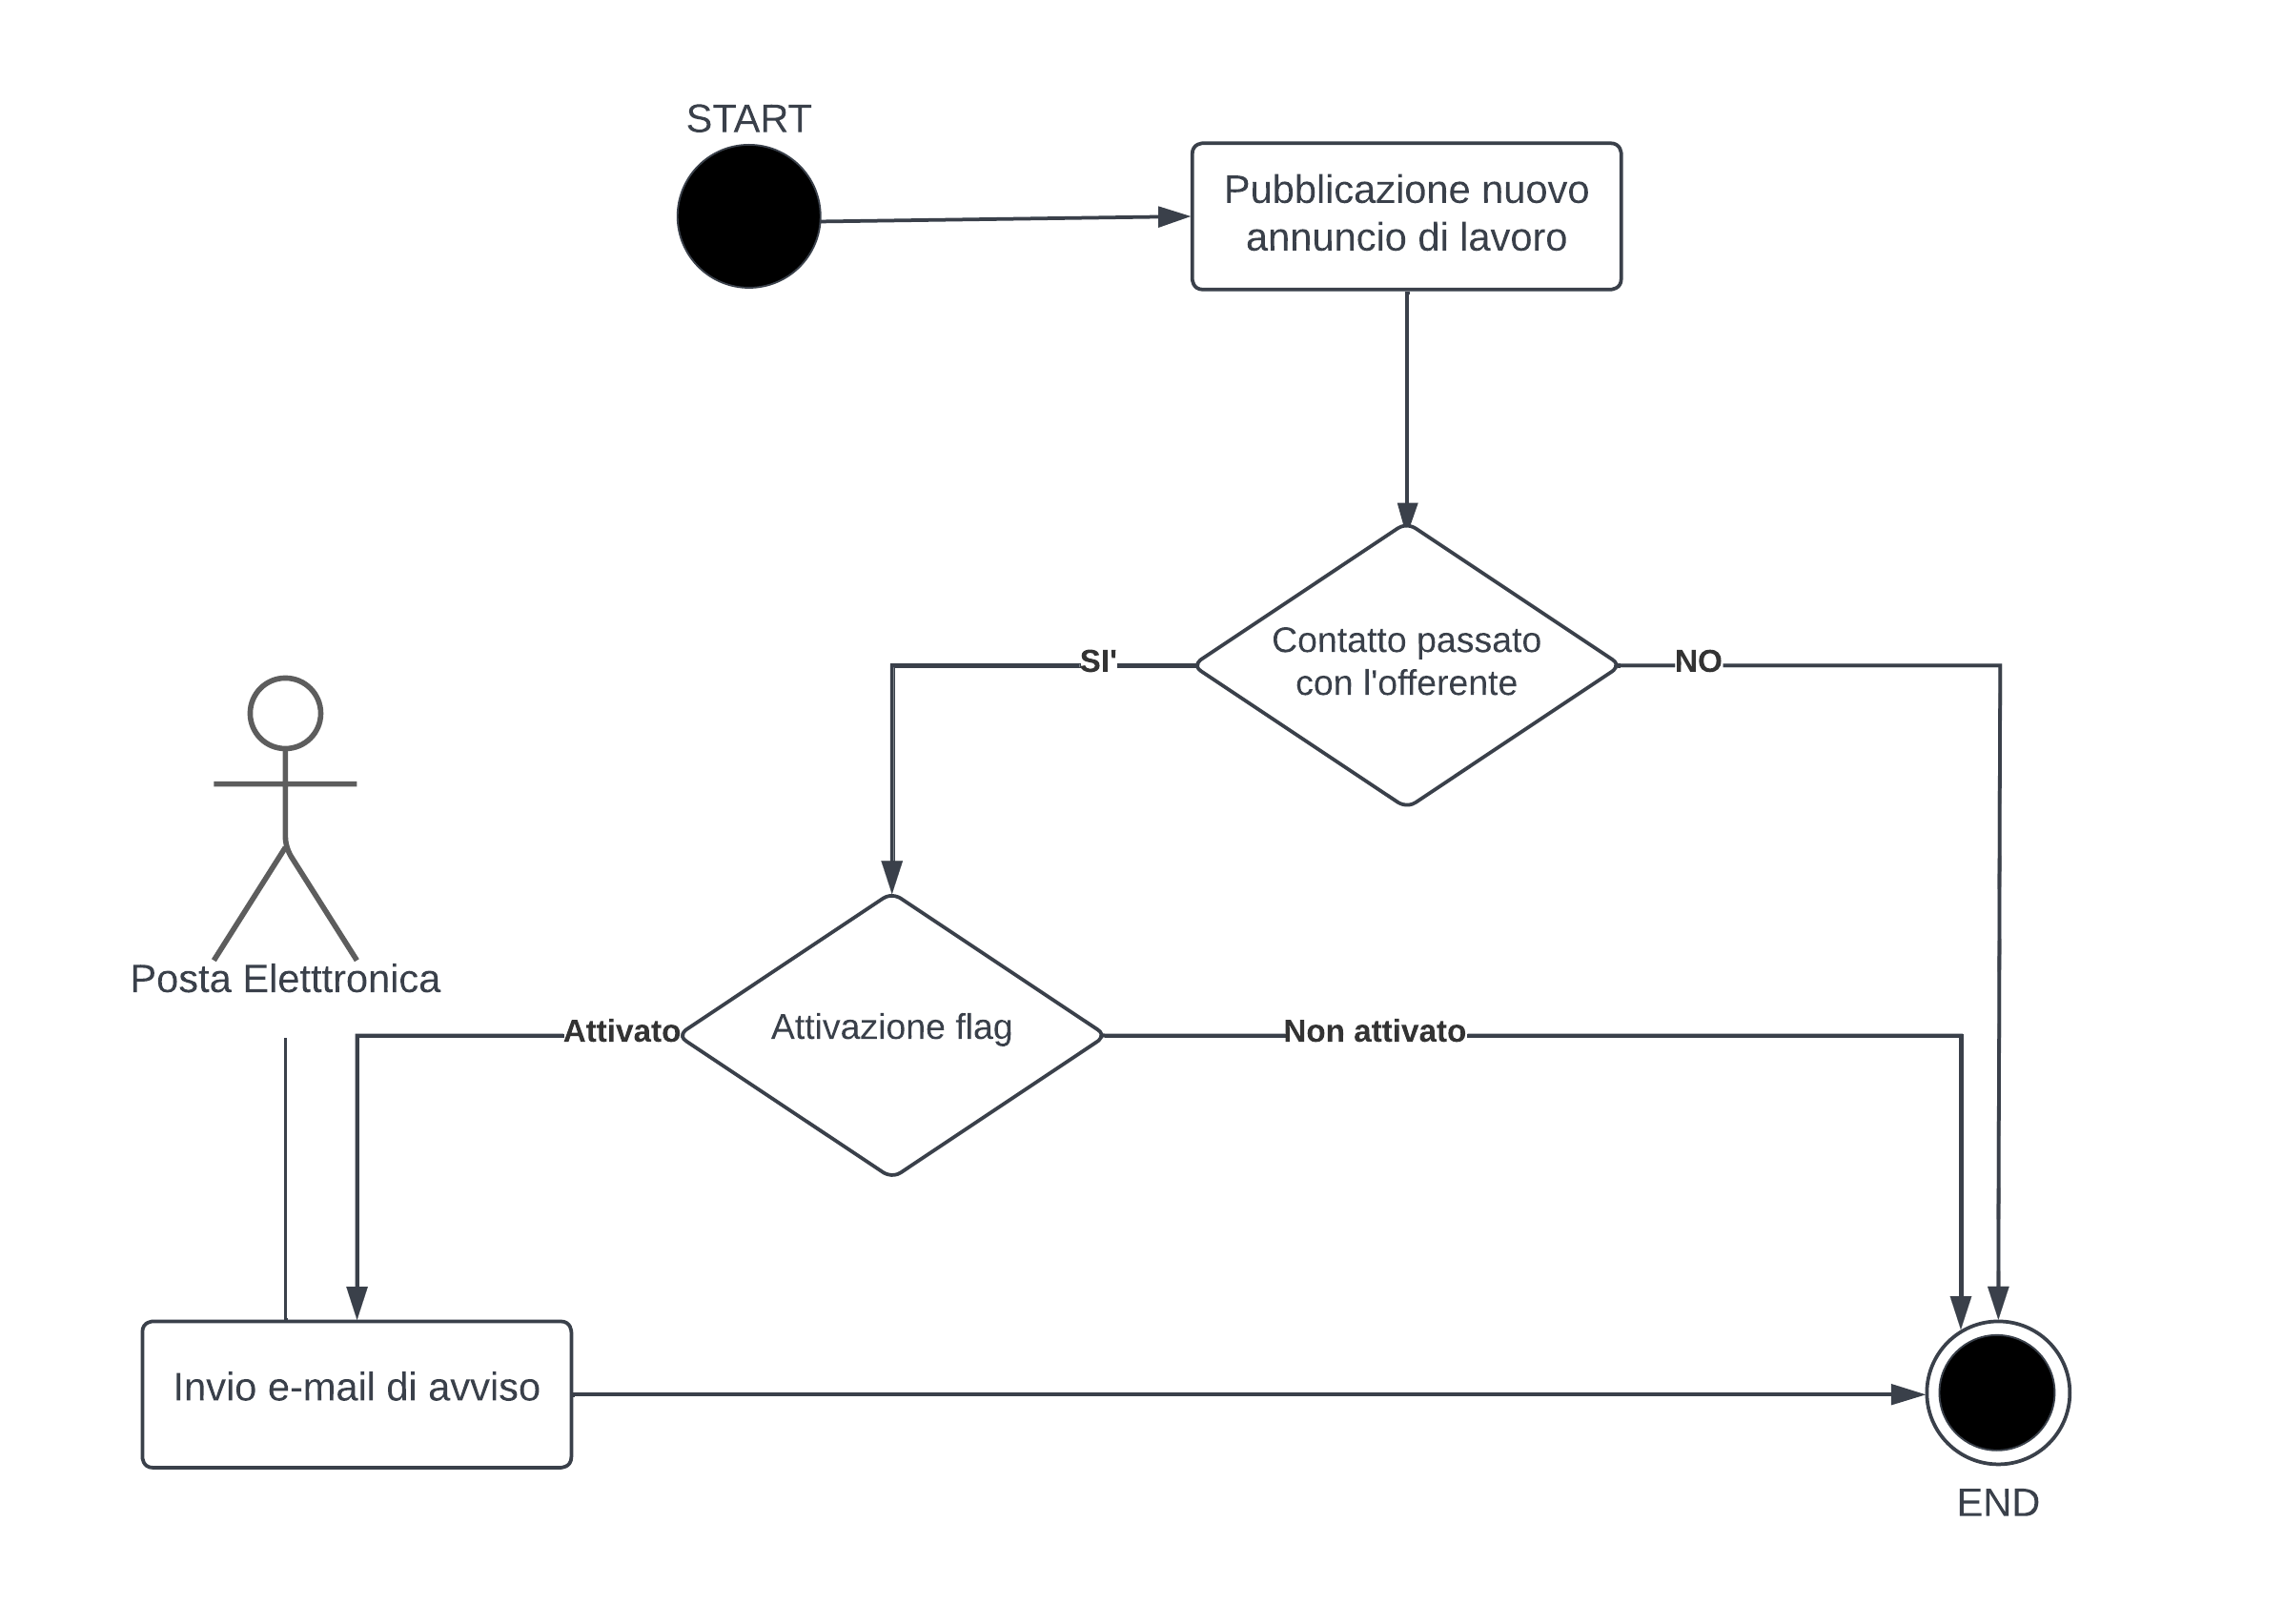 START
Pubblicazione nuovo
annuncio di lavoro
Contatto passato
con l'offerente
SI'
NO
Posta Eletttronica
Attivato
Attivazione flag
Non attivato
Invio e-mail di avviso
END